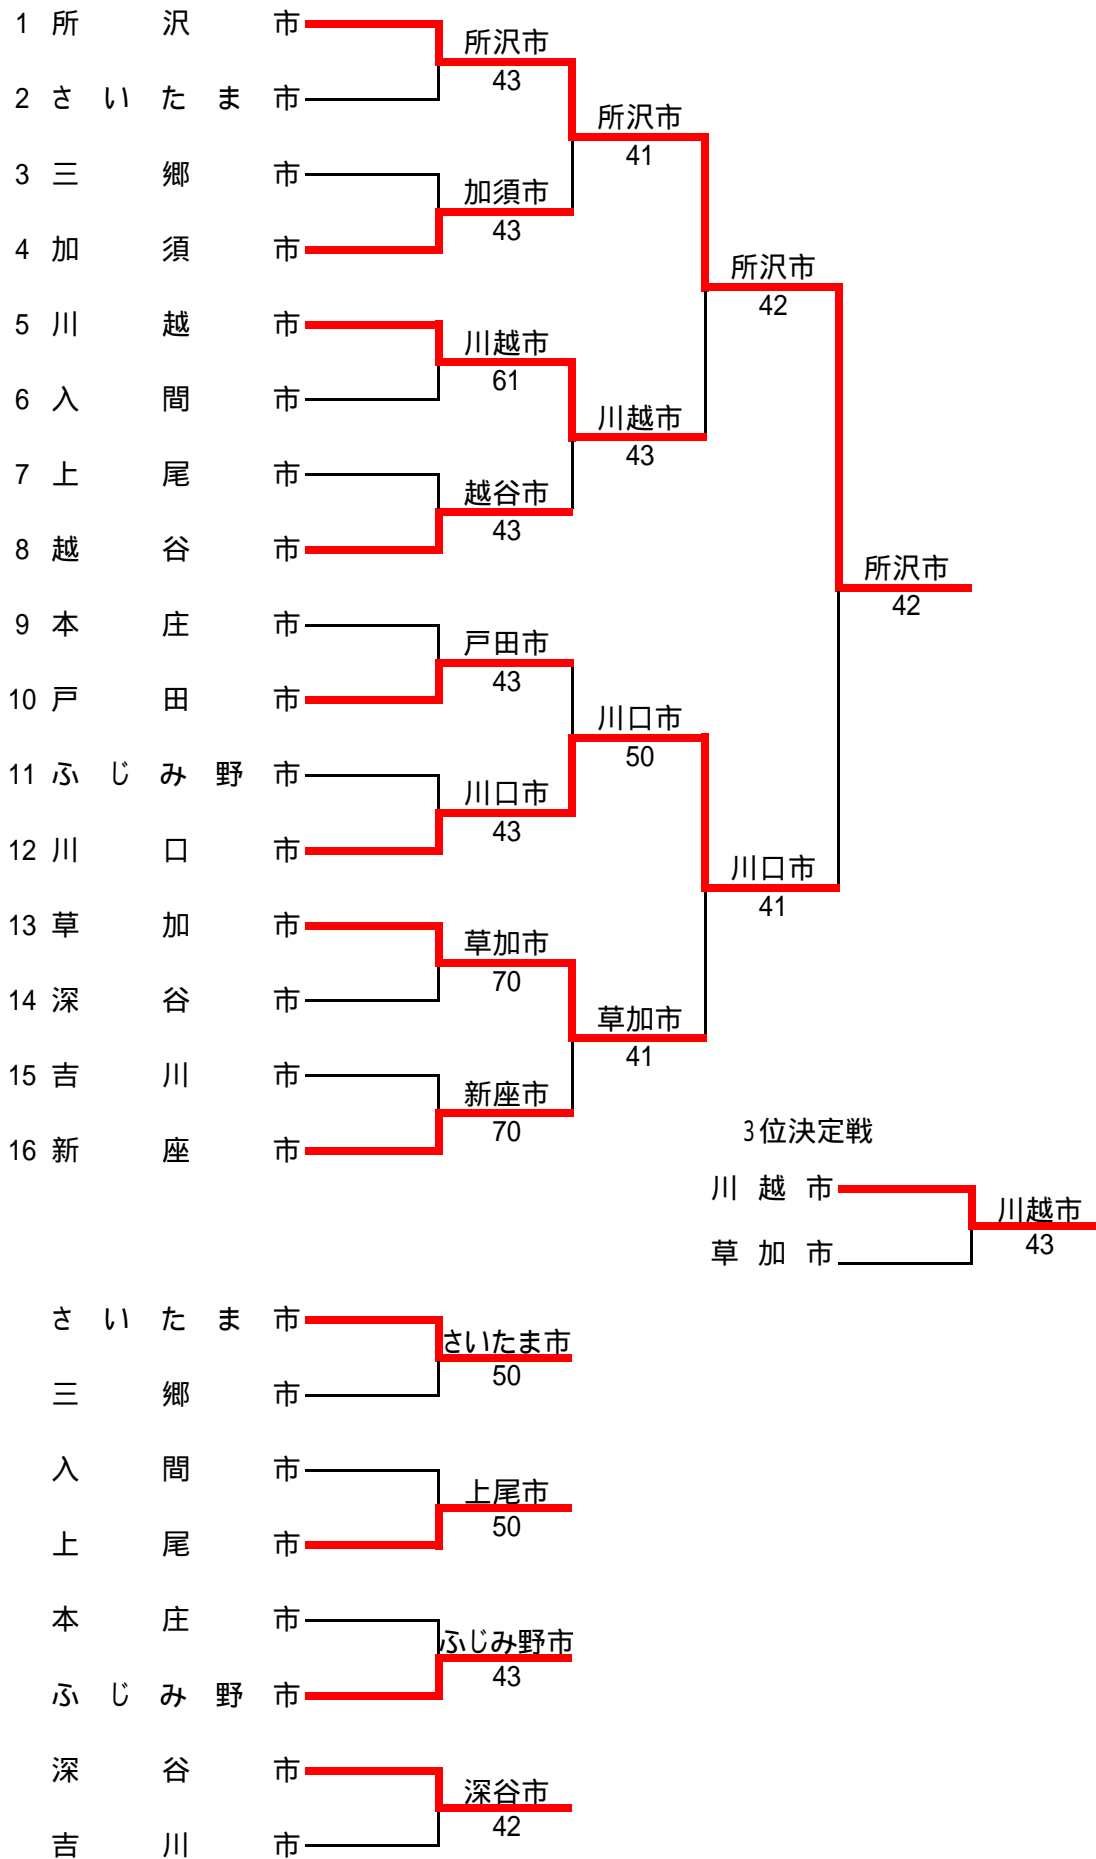 1 所沢市
所沢市
43
2 さいたま市
所沢市
41
3 三郷市
加須市
43
4 加須市
所沢市
42
5 川越市
川越市
61
6 入間市
川越市
43
7 上尾市
越谷市
43
8 越谷市
所沢市
42
9 本庄市
戸田市
43
10 戸田市
川口市
50
11 ふじみ野市
川口市
43
12 川口市
川口市
41
13 草加市
草加市
70
14 深谷市
草加市
41
15 吉川市
新座市
70
16 新座市
3位決定戦
川越市
川越市
43
草加市
さいたま市
さいたま市
50
三郷市
入間市
上尾市
50
上尾市
本庄市
ふじみ野市
43
ふじみ野市
深谷市
深谷市
42
吉川市